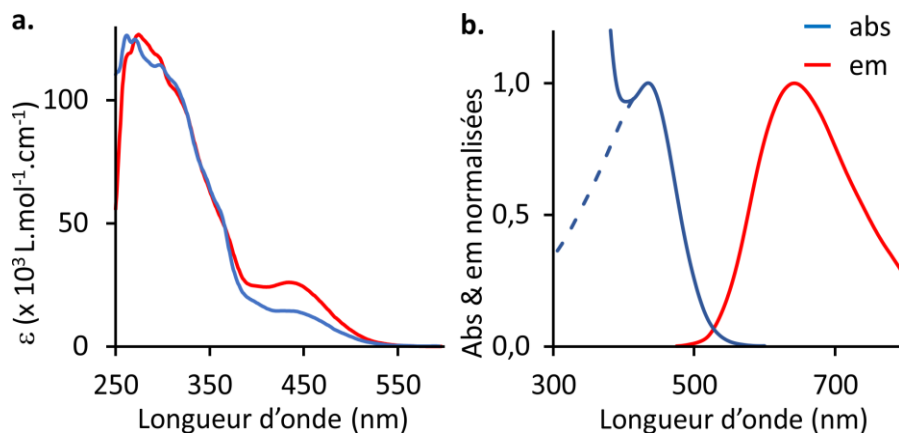 a.
ε (x 10³ L.mol⁻¹.cm⁻¹)
100
50
0
250 350 450 550
Longueur d'onde (nm)
b.
abs
em
Abs & em normalisées
1,0
0,5
0,0
300 500 700
Longueur d'onde (nm)